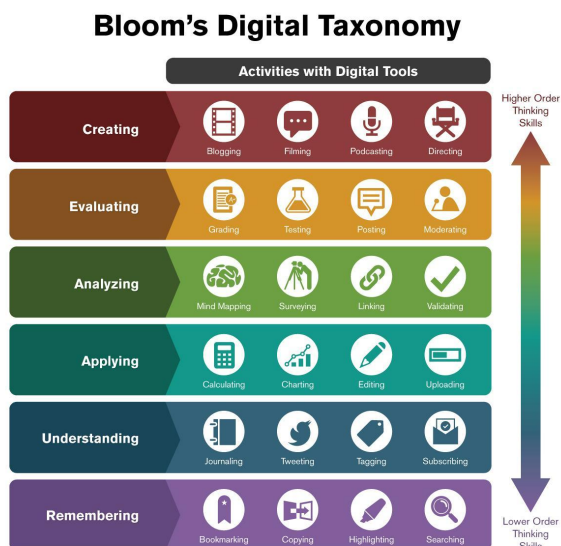 Bloom's Digital Taxonomy
Activities with Digital Tools
Higher Order
Thinking
Skills
Creating
Blogging Filming Podcasting Directing
Evaluating
A+
Grading Testing Posting Moderating
Analyzing
Mind Mapping Surveying Linking Validating
Applying
Calculating Charting Editing Uploading
Understanding
Journaling Tweeting Tagging Subscribing
Remembering
Bookmarking Copying Highlighting Searching
Lower Order
Thinking
Skills